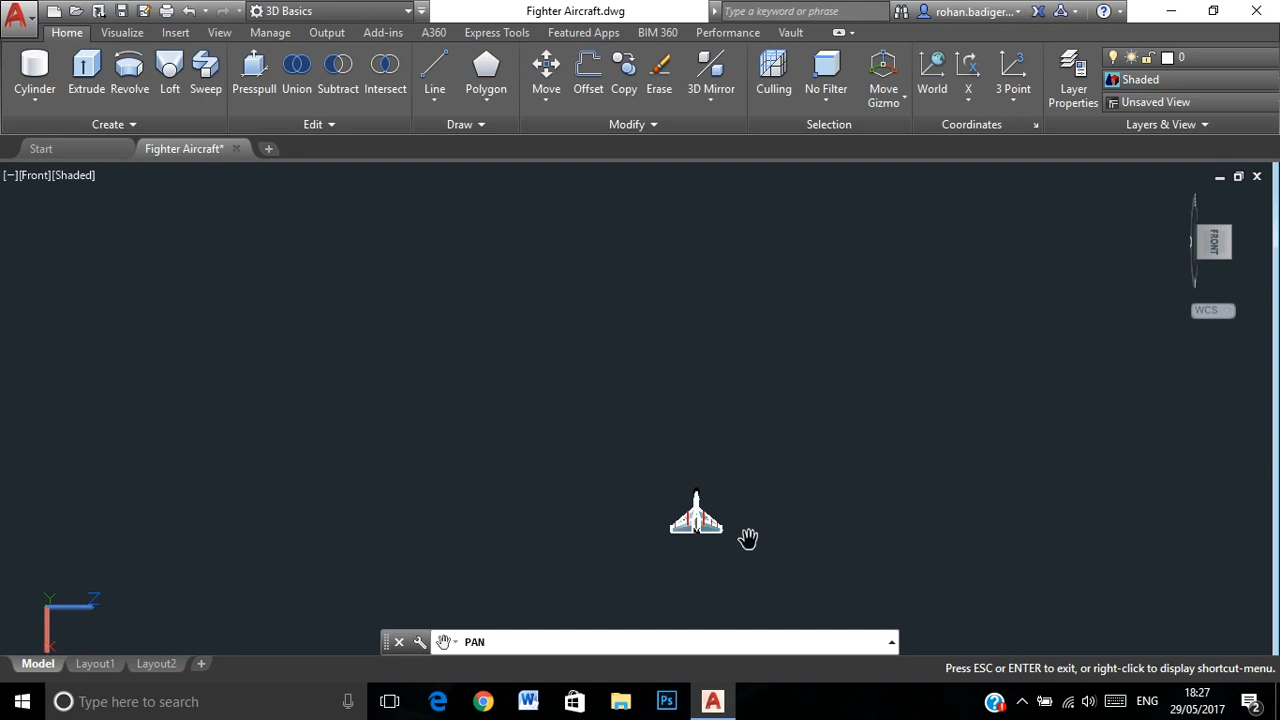 3D Basics
Fighter Aircraft.dwg
Type a keyword or phrase
rohan.badiger...
Home Visualize Insert View Manage Output Add-ins A360 Express Tools Featured Apps BIM 360 Performance Vault
Cylinder Extrude Revolve Loft Sweep Presspull Union Subtract Intersect Line Polygon Move Offset Copy Erase 3D Mirror Culling No Filter Move Gizmo World X 3 Point Layer Properties
0
Shaded
Unsaved View
Create Edit Draw Modify Selection Coordinates Layers & View
Start Fighter Aircraft*
[−][Front][Shaded]
FRONT
WCS
Y Z
X
PAN
Model Layout1 Layout2
Press ESC or ENTER to exit, or right-click to display shortcut-menu.
Type here to search
ENG
18:27
29/05/2017
2